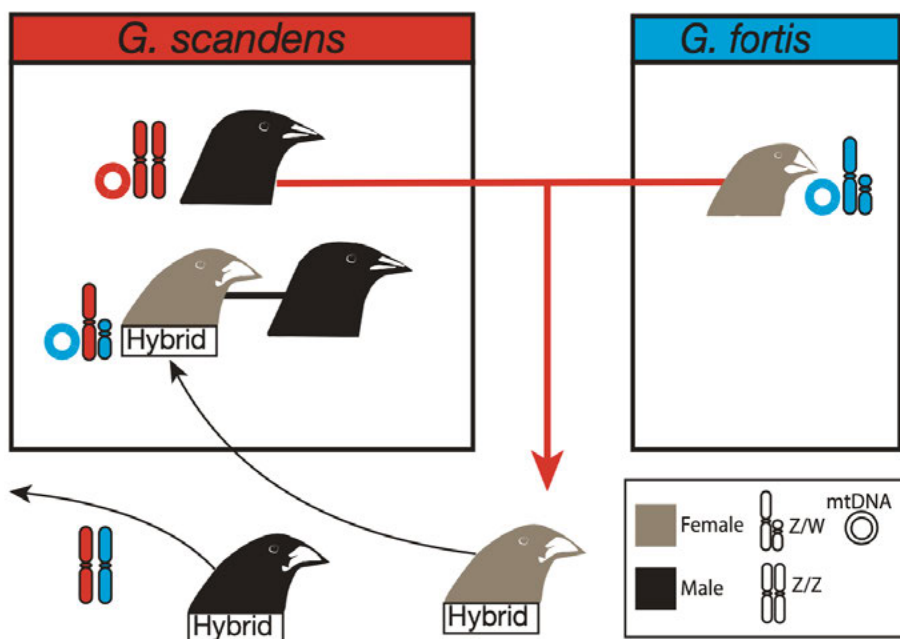 G. scandens
G. fortis
Hybrid
Hybrid
Hybrid
Female
Z/W
mtDNA
Male
Z/Z